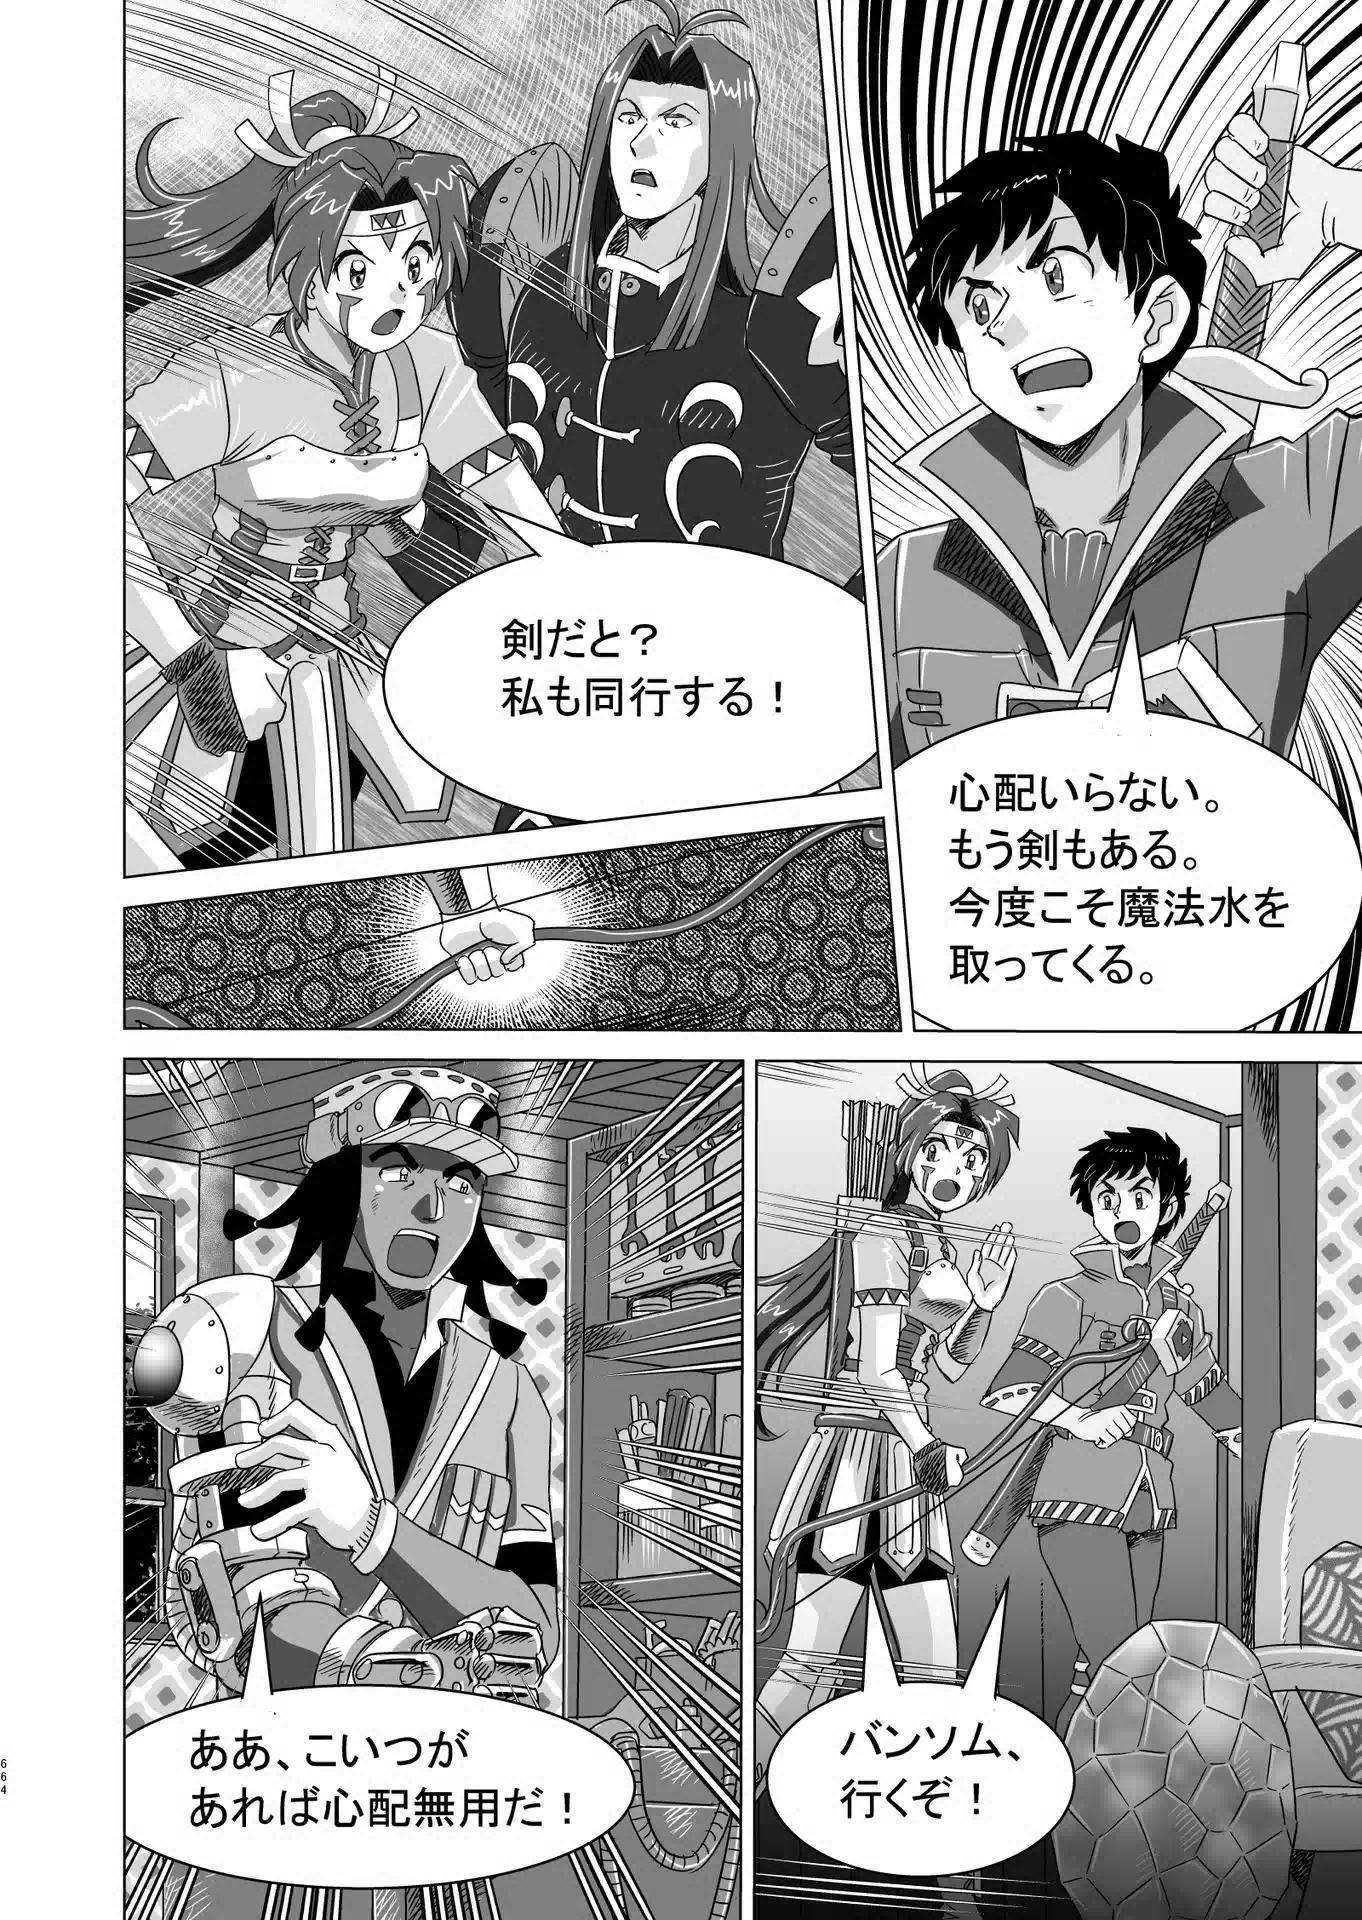 心配いらない。
もう剣もある。
今度こそ魔法水を
取ってくる。
剣だと？
私も同行する！
バンソム、
行くぞ！
ああ、こいつが
あれば心配無用だ！
664